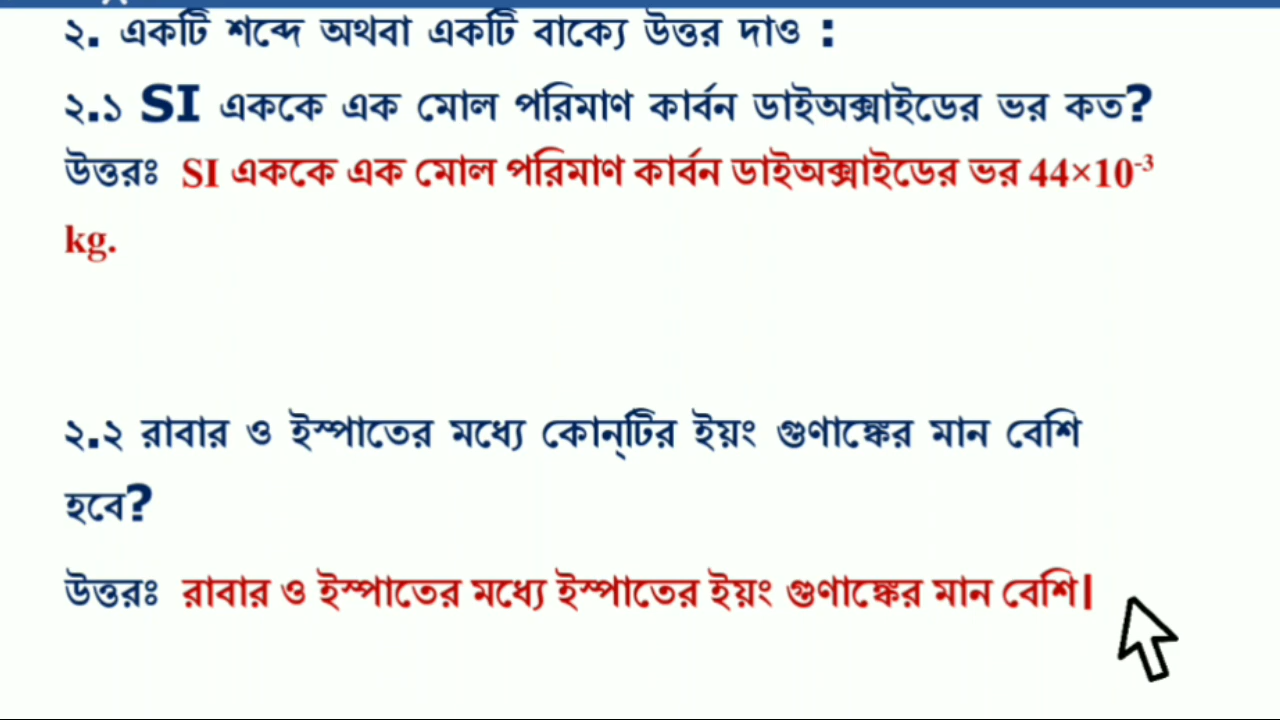 ২. একটি শব্দে অথবা একটি বাক্যে উত্তর দাও :
২.১ SI এককে এক মোল পরিমাণ কার্বন ডাইঅক্সাইডের ভর কত?
উত্তরঃ SI এককে এক মোল পরিমাণ কার্বন ডাইঅক্সাইডের ভর 44×10⁻³
kg.
২.২ রাবার ও ইস্পাতের মধ্যে কোন্‌টির ইয়ং গুণাঙ্কের মান বেশি
হবে?
উত্তরঃ রাবার ও ইস্পাতের মধ্যে ইস্পাতের ইয়ং গুণাঙ্কের মান বেশি।